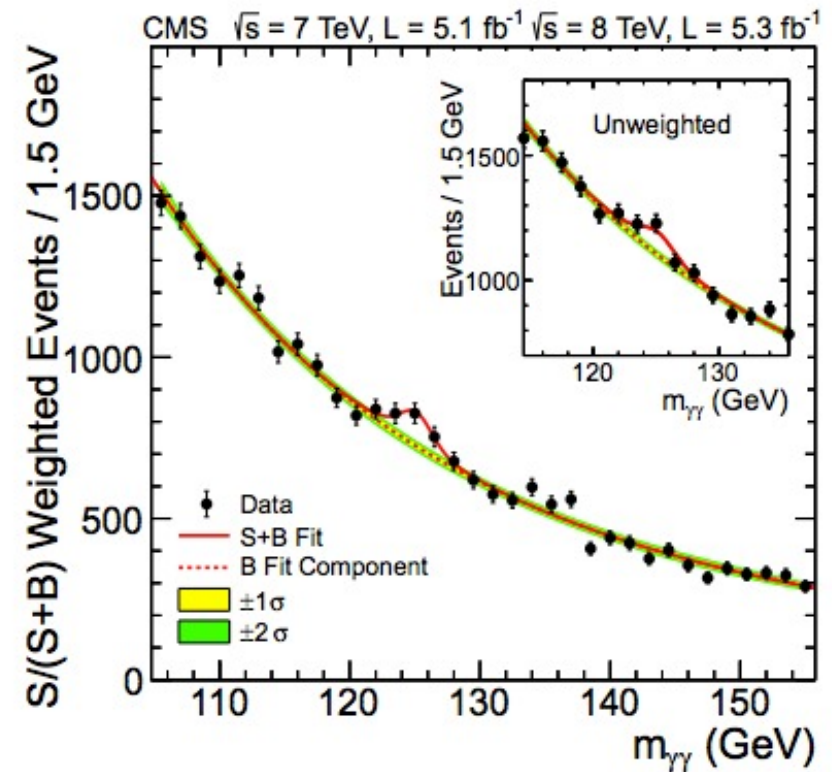 CMS √s = 7 TeV, L = 5.1 fb⁻¹ √s = 8 TeV, L = 5.3 fb⁻¹
S/(S+B) Weighted Events / 1.5 GeV
1500
1000
500
0
110 120 130 140 150
mγγ (GeV)
Data
S+B Fit
B Fit Component
±1σ
±2σ
Unweighted
Events / 1.5 GeV
1500
1000
120 130
mγγ (GeV)